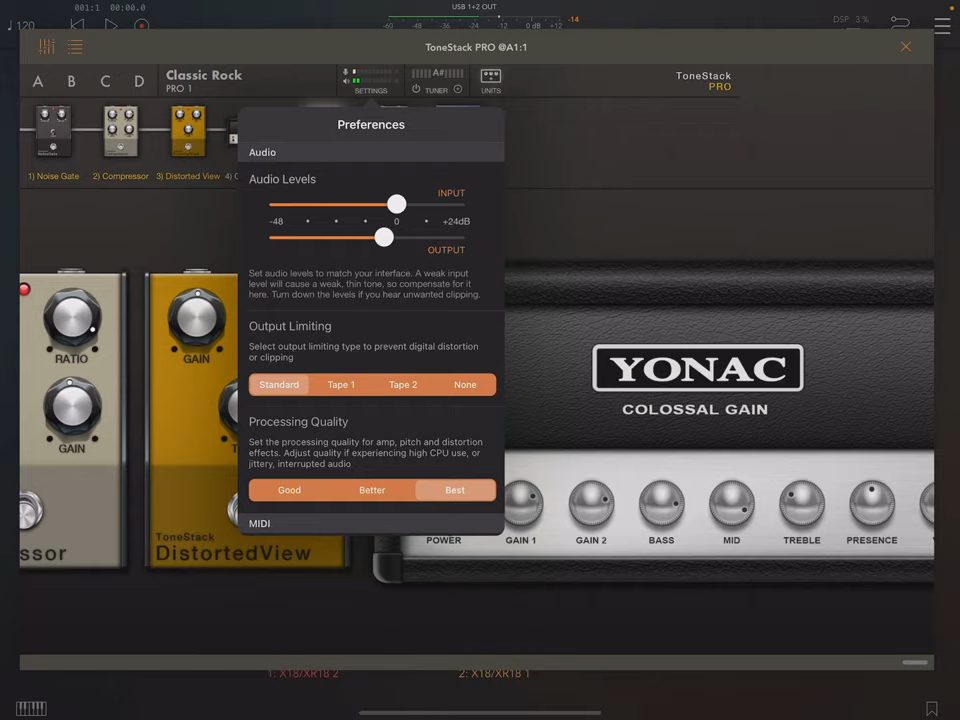 USB 1+2 OUT
001:1 00:00.0
120
-60 -48 -36 -24 -12 0 dB +12
-14
DSP: 3 %
ToneStack PRO @A1:1
A B C D
Classic Rock
PRO 1
SETTINGS
A#
TUNER
UNITS
ToneStack
PRO
1) Noise Gate
2) Compressor
3) Distorted View
4)
Preferences
Audio
Audio Levels
INPUT
-48 0 +24dB
OUTPUT
Set audio levels to match your interface. A weak input
level will cause a weak, thin tone, so compensate for it
here. Turn down the levels if you hear unwanted clipping.
Output Limiting
Select output limiting type to prevent digital distortion
or clipping
Standard Tape 1 Tape 2 None
Processing Quality
Set the processing quality for amp, pitch and distortion
effects. Adjust quality if experiencing high CPU use, or
jittery, interrupted audio
Good Better Best
MIDI
RATIO
GAIN
GAIN
ssor
ToneStack
DistortedView
YONAC
COLOSSAL GAIN
POWER GAIN 1 GAIN 2 BASS MID TREBLE PRESENCE
1: X18/XR18 2
2: X18/XR18 1